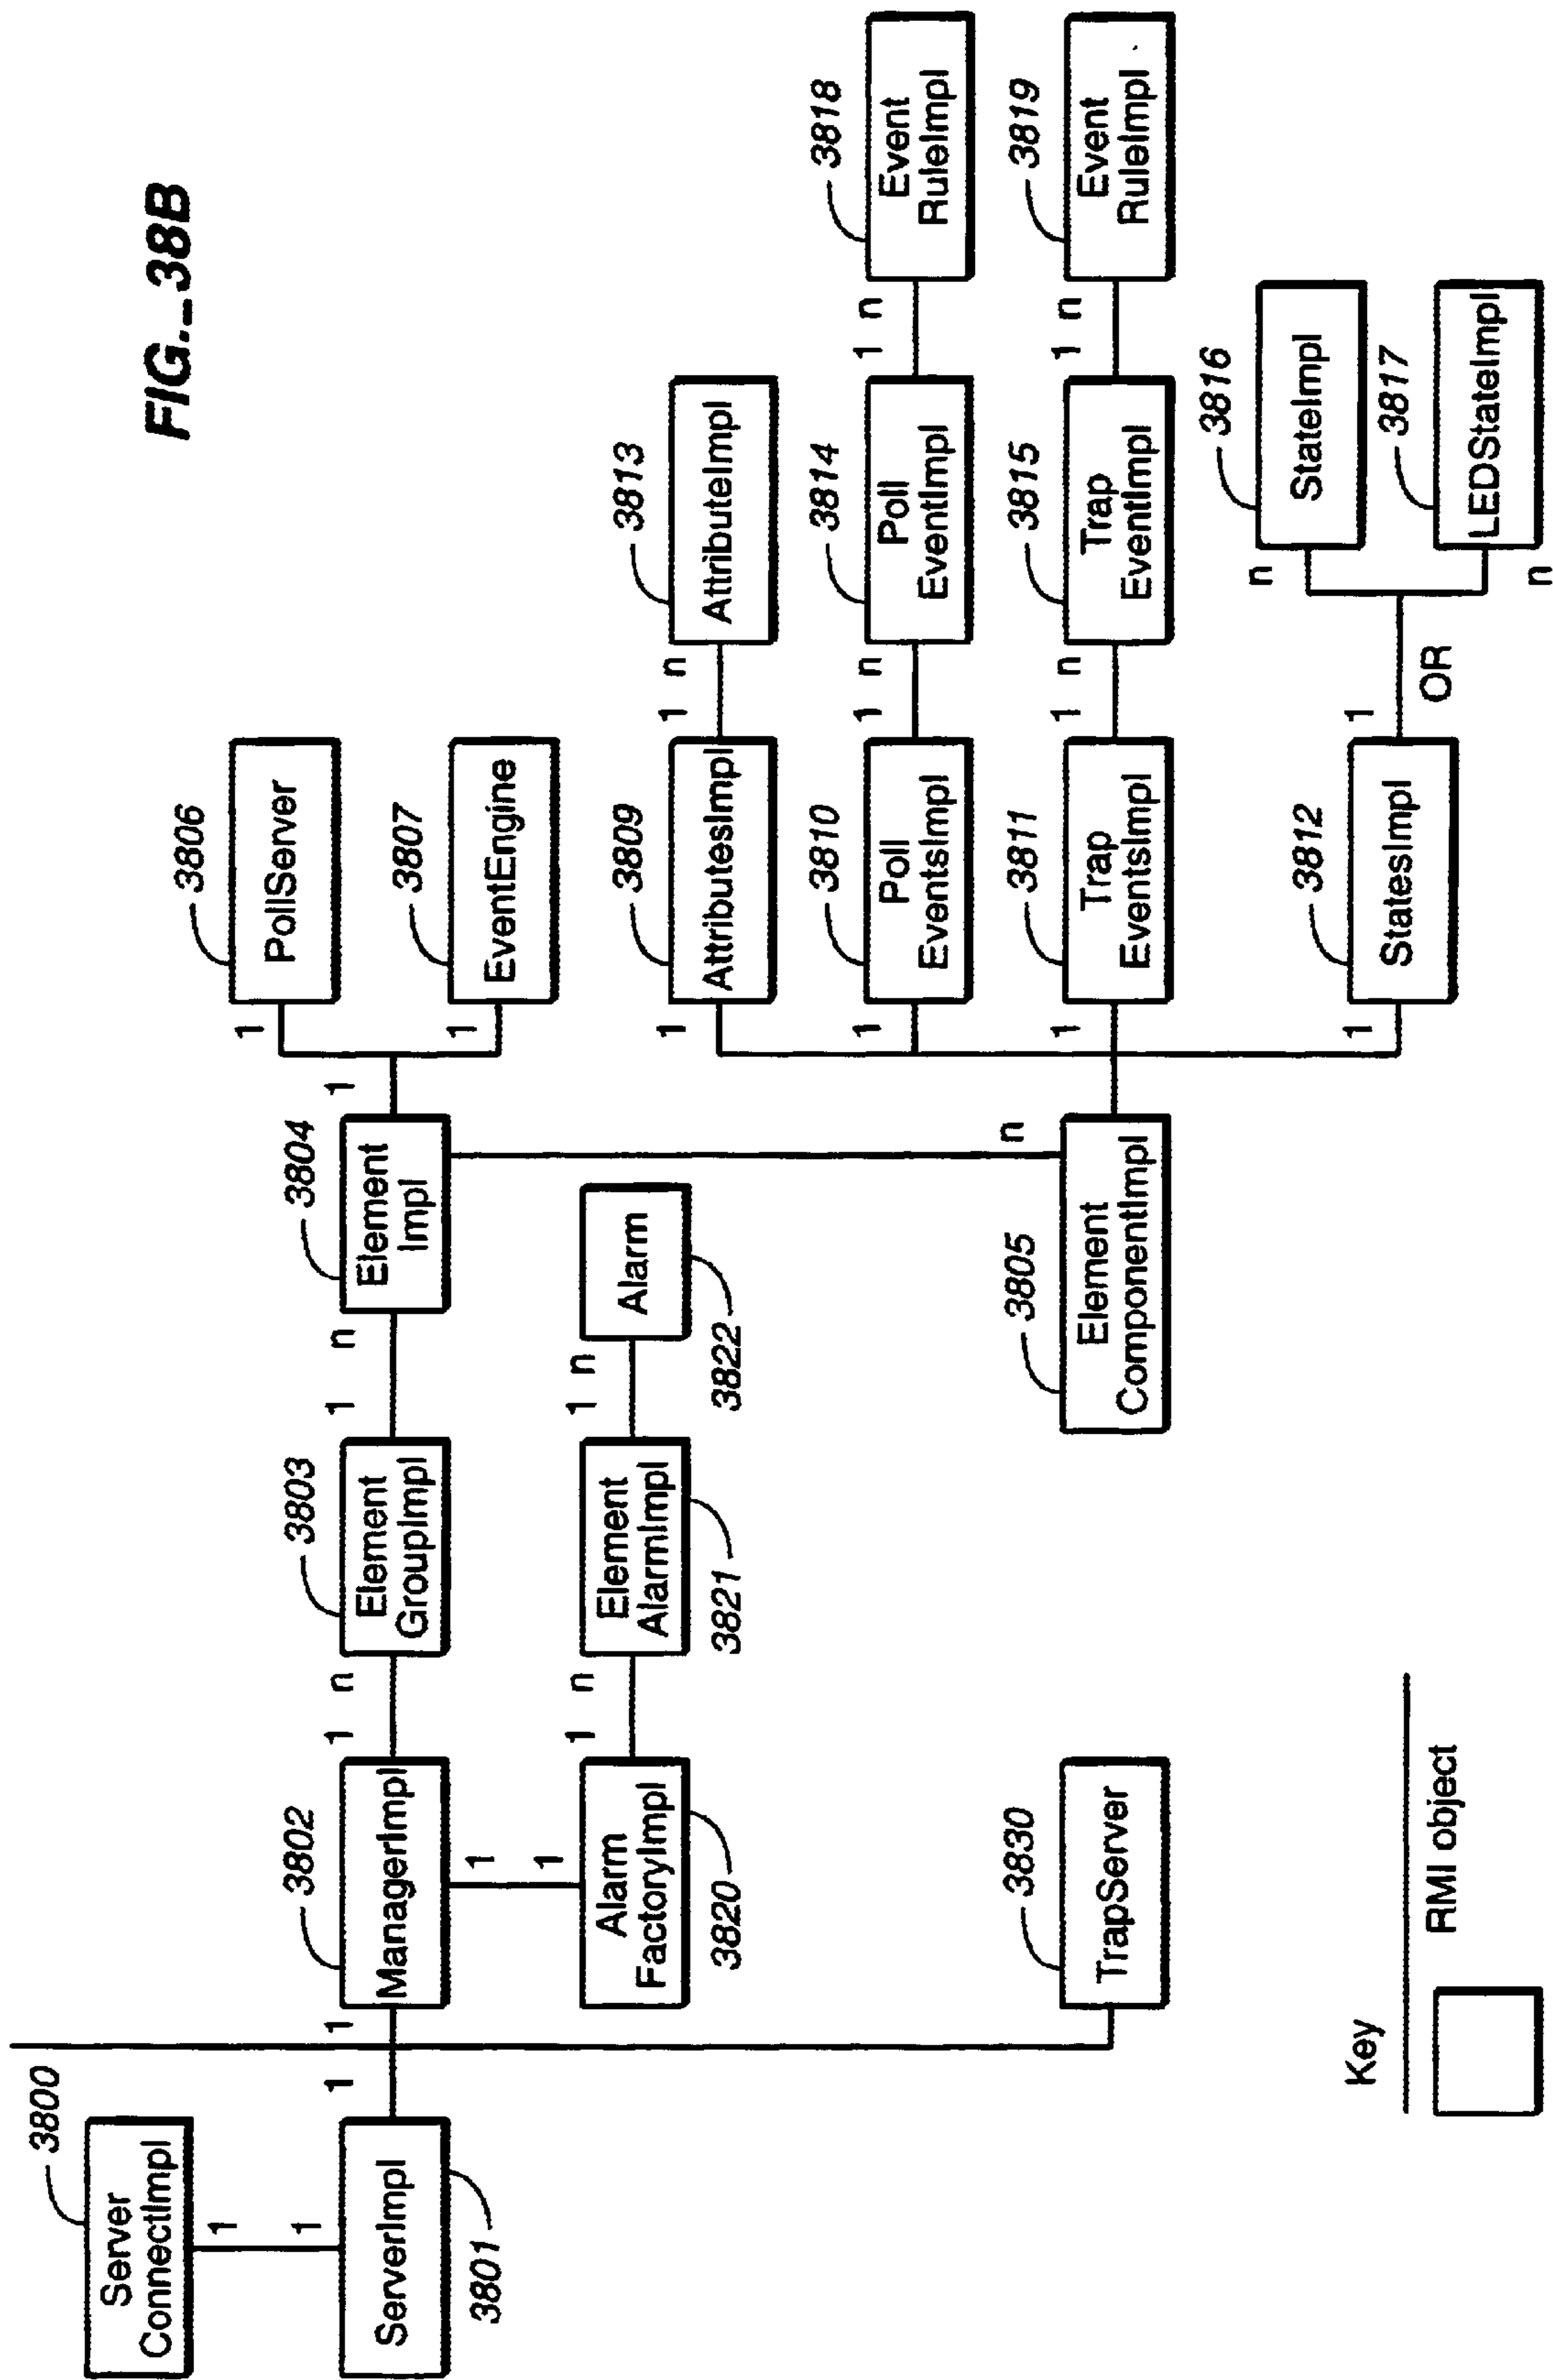 FIG._38B
3800
Server
ConnectImpl
1
1
ServerImpl
3801
1
1
3802
ManagerImpl
1
n
3803
Element
GroupImpl
1
n
3804
Element
Impl
1
1
3806
PollServer
1
3807
EventEngine
1
1
Alarm
FactoryImpl
3820
1
n
Element
AlarmImpl
3821
1
n
Alarm
3822
n
3805
Element
ComponentImpl
1
3809
AttributesImpl
1
n
3813
AttributeImpl
1
3810
Poll
EventsImpl
1
n
3814
Poll
EventImpl
1
n
3818
Event
RuleImpl
1
3811
Trap
EventsImpl
1
n
3815
Trap
EventImpl
1
n
3819
Event
RuleImpl
1
3812
StatesImpl
1
OR
n
3816
StateImpl
n
3817
LEDStateImpl
3830
TrapServer
Key
RMI object